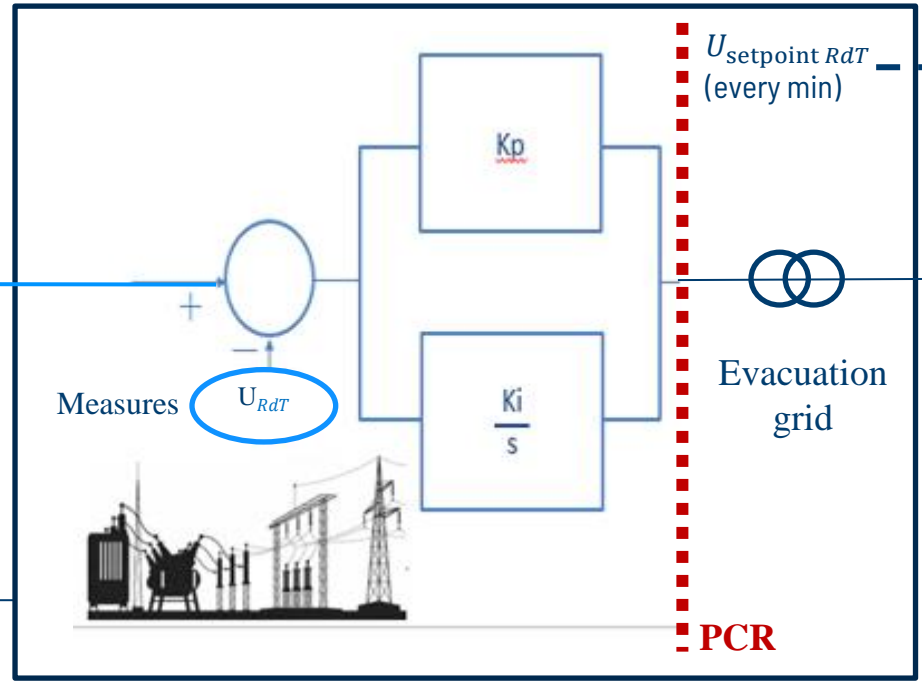 U_setpoint RdT
(every min)
Kp
+
−
Measures U_RdT
Ki
s
Evacuation
grid
PCR